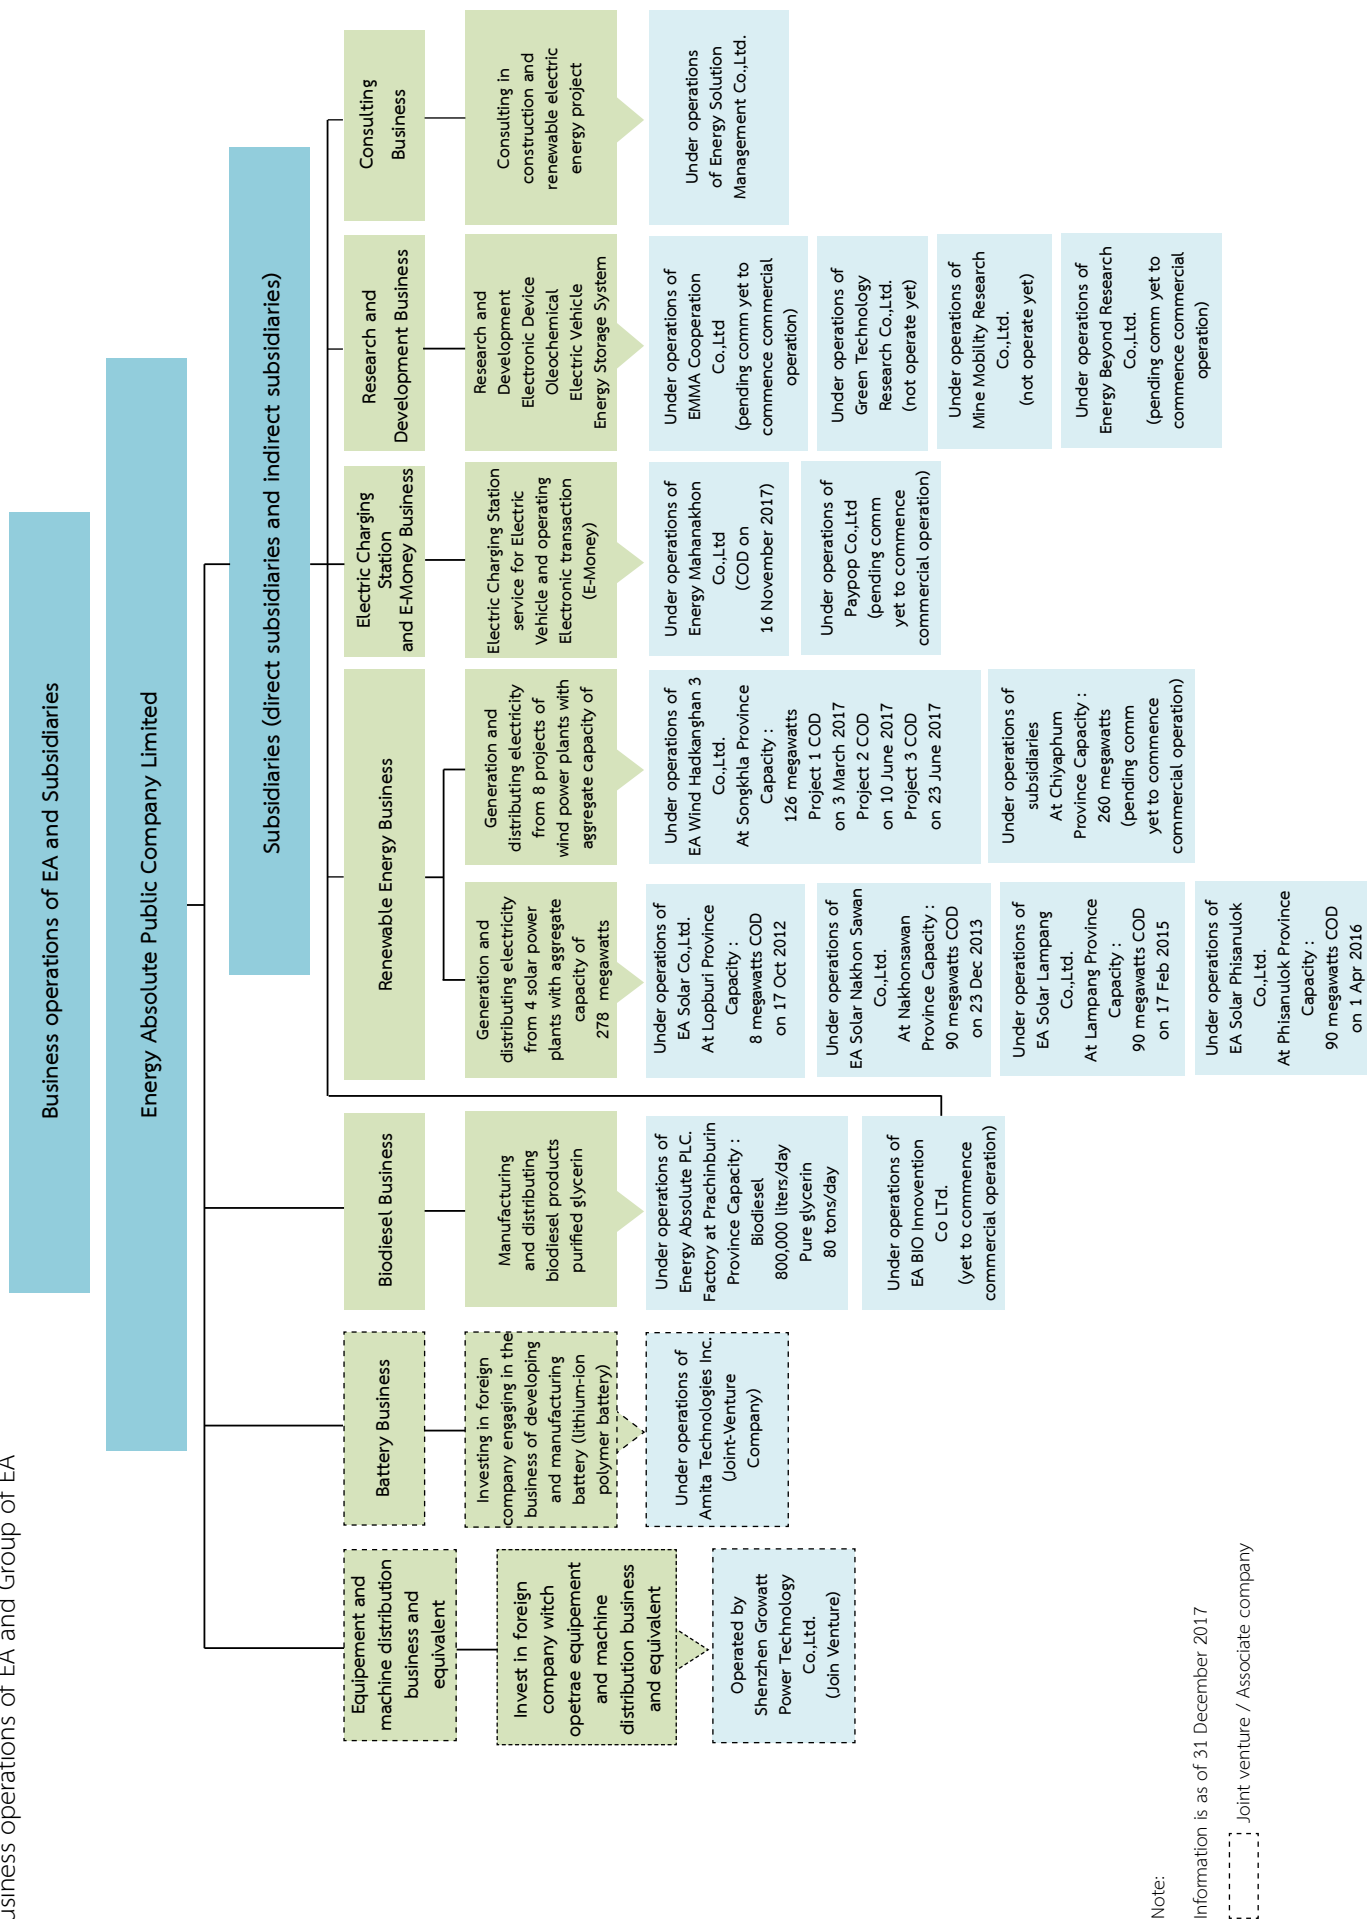 usiness operations of EA and Group of EA
Business operations of EA and Subsidiaries
Energy Absolute Public Company Limited
Subsidiaries (direct subsidiaries and indirect subsidiaries)
Equipement and
machine distribution
business and
equivalent
Invest in foreign
company witch
opetrae equipement
and machine
distribution business
and equivalent
Operated by
Shenzhen Growatt
Power Technology
Co.,Ltd.
(Join Venture)
Battery Business
Investing in foreign
company engaging in the
business of developing
and manufacturing
battery (lithium-ion
polymer battery)
Under operations of
Amita Technologies Inc.
(Joint-Venture
Company)
Biodiesel Business
Manufacturing
and distributing
biodiesel products
purified glycerin
Under operations of
Energy Absolute PLC.
Factory at Prachinburin
Province Capacity :
Biodiesel
800,000 liters/day
Pure glycerin
80 tons/day
Under operations of
EA BIO Innovention
Co LTd.
(yet to commence
commercial operation)
Renewable Energy Business
Generation and
distributing electricity
from 4 solar power
plants with aggregate
capacity of
278 megawatts
Under operations of
EA Solar Co.,Ltd.
At Lopburi Province
Capacity :
8 megawatts COD
on 17 Oct 2012
Under operations of
EA Solar Nakhon Sawan
Co.,Ltd.
At Nakhonsawan
Province Capacity :
90 megawatts COD
on 23 Dec 2013
Under operations of
EA Solar Lampang
Co.,Ltd.
At Lampang Province
Capacity :
90 megawatts COD
on 17 Feb 2015
Under operations of
EA Solar Phisanulok
Co.,Ltd.
At Phisanulok Province
Capacity :
90 megawatts COD
on 1 Apr 2016
Generation and
distributing electricity
from 8 projects of
wind power plants with
aggregate capacity of
Under operations of
EA Wind Hadkanghan 3
Co.,Ltd.
At Songkhla Province
Capacity :
126 megawatts
Project 1 COD
on 3 March 2017
Project 2 COD
on 10 June 2017
Project 3 COD
on 23 June 2017
Under operations of
subsidiaries
At Chiyaphum
Province Capacity :
260 megawatts
(pending comm
yet to commence
commercial operation)
Electric Charging
Station
and E-Money Business
Electric Charging Station
service for Electric
Vehicle and operating
Electronic transaction
(E-Money)
Under operations of
Energy Mahanakhon
Co.,Ltd
(COD on
16 November 2017)
Under operations of
Paypop Co.,Ltd
(pending comm
yet to commence
commercial operation)
Research and
Development Business
Research and
Development
Electronic Device
Oleochemical
Electric Vehicle
Energy Storage System
Under operations of
EMMA Cooperation
Co.,Ltd
(pending comm yet to
commence commercial
operation)
Under operations of
Green Technology
Research Co.,Ltd.
(not operate yet)
Under operations of
Mine Mobility Research
Co.,Ltd.
(not operate yet)
Under operations of
Energy Beyond Research
Co.,Ltd.
(pending comm yet to
commence commercial
operation)
Consulting
Business
Consulting in
construction and
renewable electric
energy project
Under operations
of Energy Solution
Management Co.,Ltd.
Note:
Information is as of 31 December 2017
Joint venture / Associate company